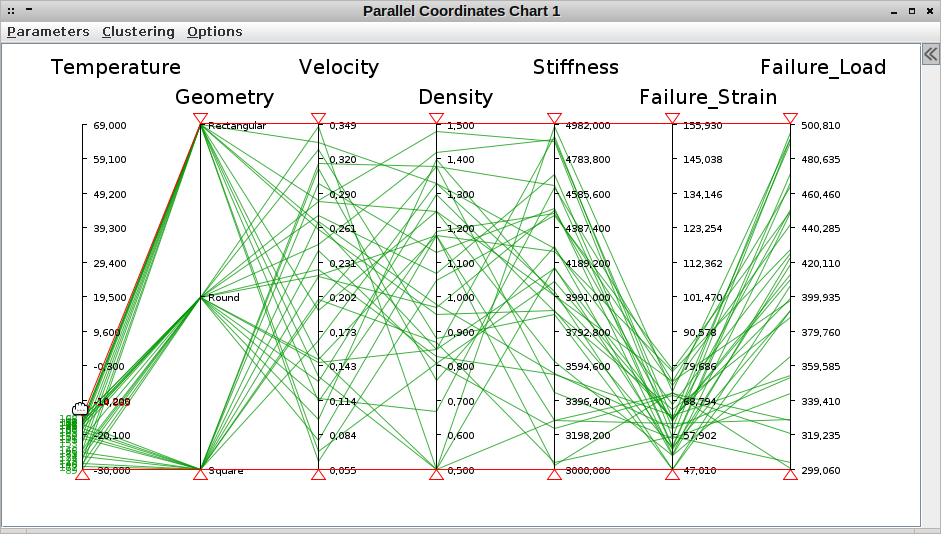 Parallel Coordinates Chart 1
Parameters Clustering Options
Temperature Velocity Stiffness Failure_Load
Geometry Density Failure_Strain
69,000 Rectangular 0,349 1,500 4982,000 155,930 500,810
59,100 0,320 1,400 4783,800 145,038 480,635
49,200 0,290 1,300 4585,600 134,146 460,460
39,300 0,261 1,200 4387,400 123,254 440,285
29,400 0,231 1,100 4189,200 112,362 420,110
19,500 Round 0,202 1,000 3991,000 101,470 399,935
9,600 0,173 0,900 3792,800 90,578 379,760
-0,300 0,143 0,800 3594,600 79,686 359,585
-10,200 0,114 0,700 3396,400 68,794 339,410
-20,100 0,084 0,600 3198,200 57,902 319,235
-30,000 Square 0,055 0,500 3000,000 47,010 299,060